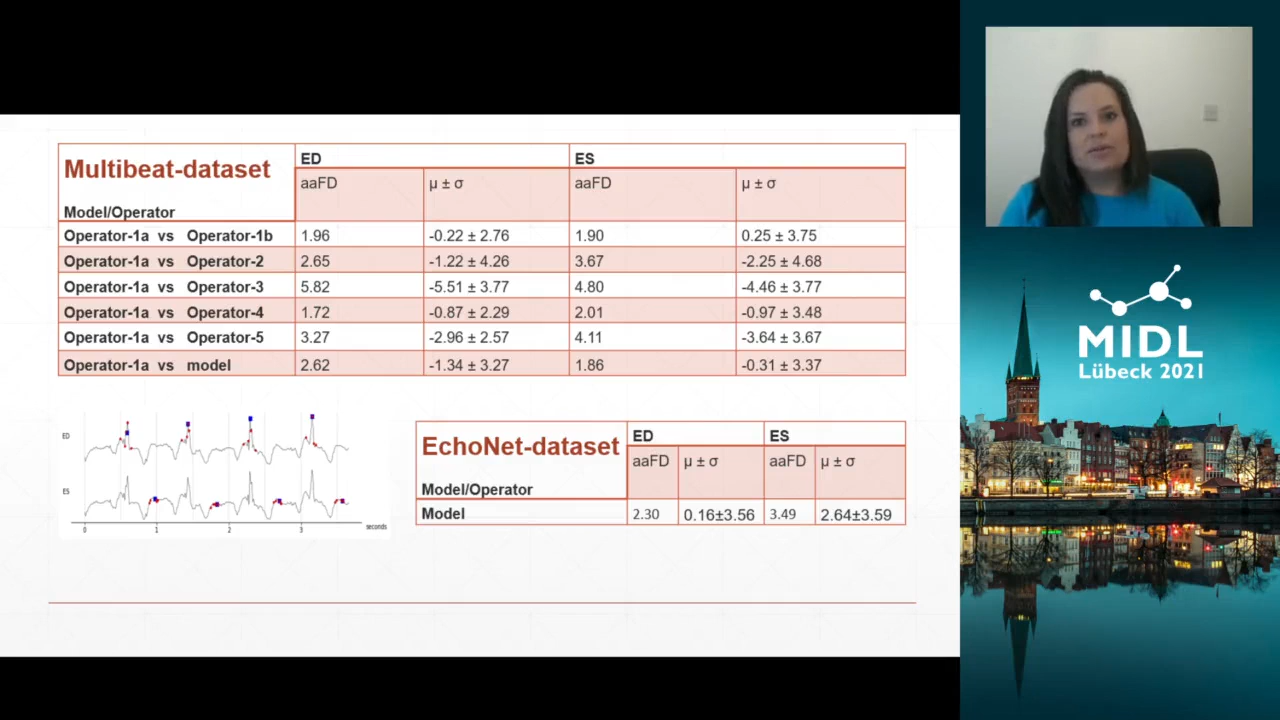 Multibeat-dataset
Model/Operator
ED
ES
aaFD
μ ± σ
aaFD
μ ± σ
Operator-1a vs Operator-1b 1.96 -0.22 ± 2.76 1.90 0.25 ± 3.75
Operator-1a vs Operator-2 2.65 -1.22 ± 4.26 3.67 -2.25 ± 4.68
Operator-1a vs Operator-3 5.82 -5.51 ± 3.77 4.80 -4.46 ± 3.77
Operator-1a vs Operator-4 1.72 -0.87 ± 2.29 2.01 -0.97 ± 3.48
Operator-1a vs Operator-5 3.27 -2.96 ± 2.57 4.11 -3.64 ± 3.67
Operator-1a vs model 2.62 -1.34 ± 3.27 1.86 -0.31 ± 3.37
ED
ES
0 1 2 3 seconds
EchoNet-dataset
Model/Operator
ED
ES
aaFD
μ ± σ
aaFD
μ ± σ
Model 2.30 0.16±3.56 3.49 2.64±3.59
MIDL
Lübeck 2021